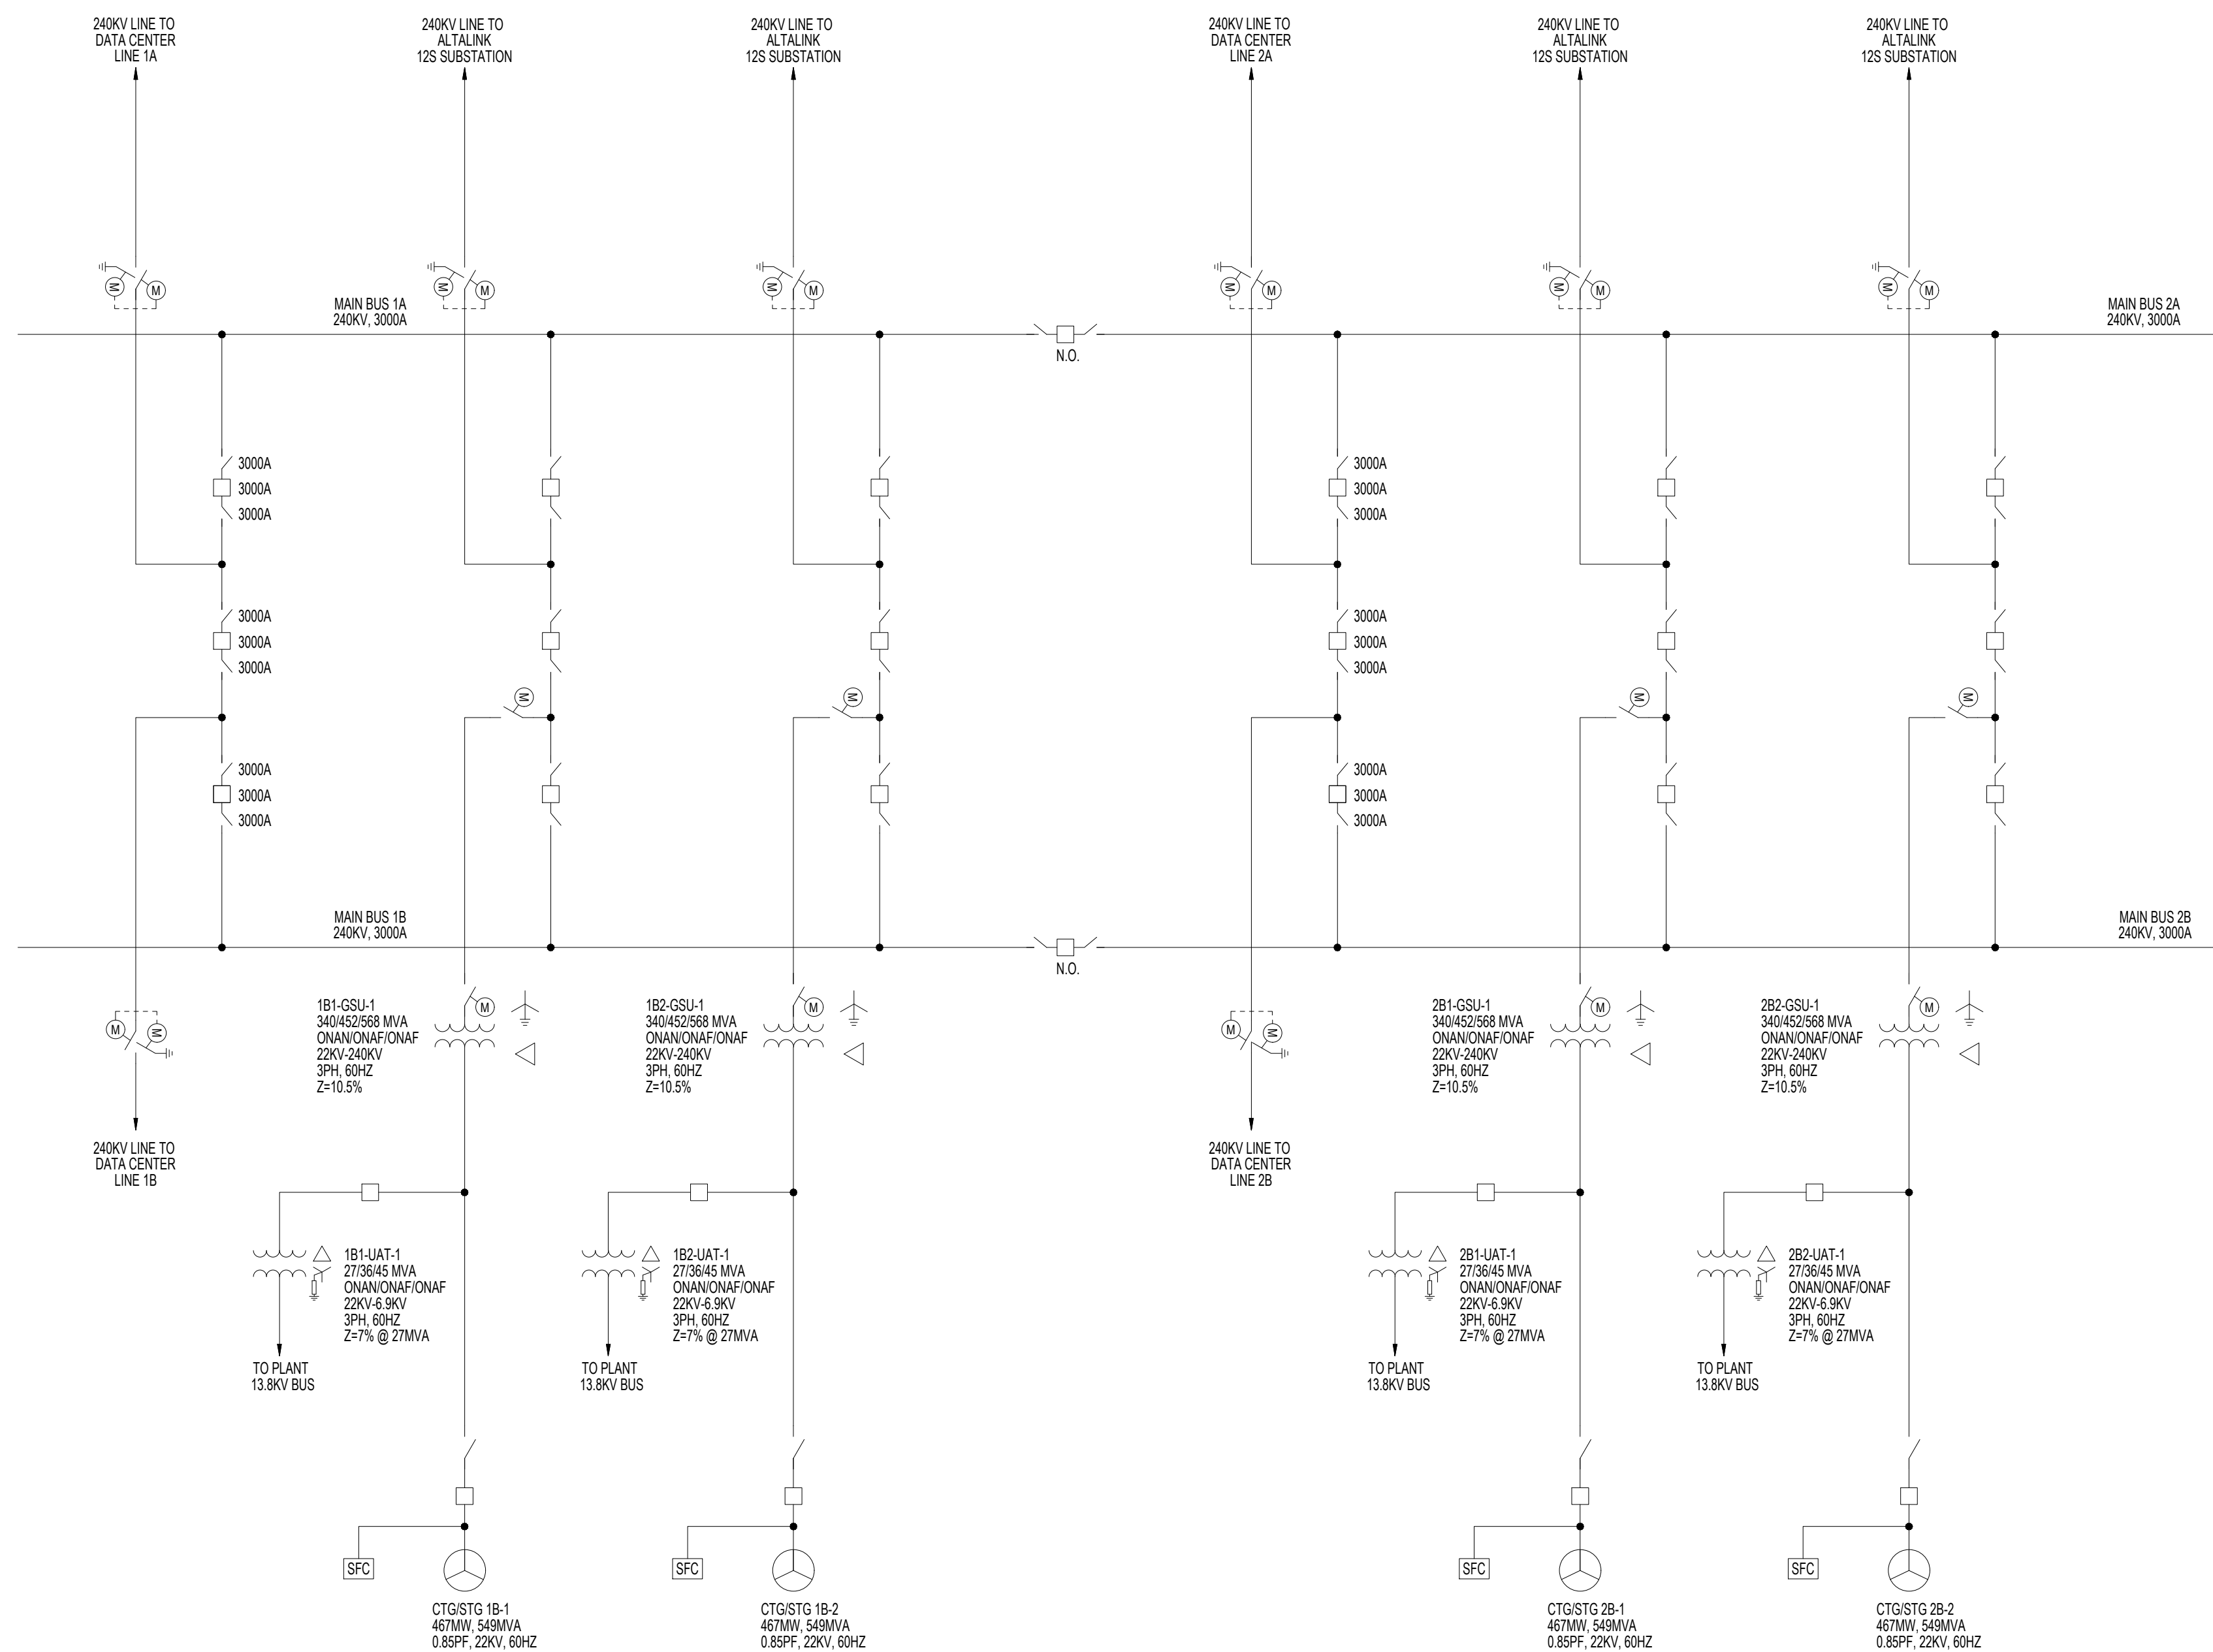 240KV LINE TO
DATA CENTER
LINE 1A
240KV LINE TO
ALTALINK
12S SUBSTATION
240KV LINE TO
ALTALINK
12S SUBSTATION
240KV LINE TO
DATA CENTER
LINE 2A
240KV LINE TO
ALTALINK
12S SUBSTATION
240KV LINE TO
ALTALINK
12S SUBSTATION
M
M
M
M
M
M
M
M
M
M
M
M
MAIN BUS 1A
240KV, 3000A
MAIN BUS 2A
240KV, 3000A
N.O.
3000A
3000A
3000A
3000A
3000A
3000A
3000A
3000A
3000A
3000A
3000A
3000A
M
M
M
M
3000A
3000A
3000A
3000A
3000A
3000A
MAIN BUS 1B
240KV, 3000A
MAIN BUS 2B
240KV, 3000A
N.O.
M
M
240KV LINE TO
DATA CENTER
LINE 1B
1B1-GSU-1
340/452/568 MVA
ONAN/ONAF/ONAF
22KV-240KV
3PH, 60HZ
Z=10.5%
M
1B2-GSU-1
340/452/568 MVA
ONAN/ONAF/ONAF
22KV-240KV
3PH, 60HZ
Z=10.5%
M
M
M
240KV LINE TO
DATA CENTER
LINE 2B
2B1-GSU-1
340/452/568 MVA
ONAN/ONAF/ONAF
22KV-240KV
3PH, 60HZ
Z=10.5%
M
2B2-GSU-1
340/452/568 MVA
ONAN/ONAF/ONAF
22KV-240KV
3PH, 60HZ
Z=10.5%
M
1B1-UAT-1
27/36/45 MVA
ONAN/ONAF/ONAF
22KV-6.9KV
3PH, 60HZ
Z=7% @ 27MVA
TO PLANT
13.8KV BUS
1B2-UAT-1
27/36/45 MVA
ONAN/ONAF/ONAF
22KV-6.9KV
3PH, 60HZ
Z=7% @ 27MVA
TO PLANT
13.8KV BUS
2B1-UAT-1
27/36/45 MVA
ONAN/ONAF/ONAF
22KV-6.9KV
3PH, 60HZ
Z=7% @ 27MVA
TO PLANT
13.8KV BUS
2B2-UAT-1
27/36/45 MVA
ONAN/ONAF/ONAF
22KV-6.9KV
3PH, 60HZ
Z=7% @ 27MVA
TO PLANT
13.8KV BUS
SFC
SFC
SFC
SFC
CTG/STG 1B-1
467MW, 549MVA
0.85PF, 22KV, 60HZ
CTG/STG 1B-2
467MW, 549MVA
0.85PF, 22KV, 60HZ
CTG/STG 2B-1
467MW, 549MVA
0.85PF, 22KV, 60HZ
CTG/STG 2B-2
467MW, 549MVA
0.85PF, 22KV, 60HZ